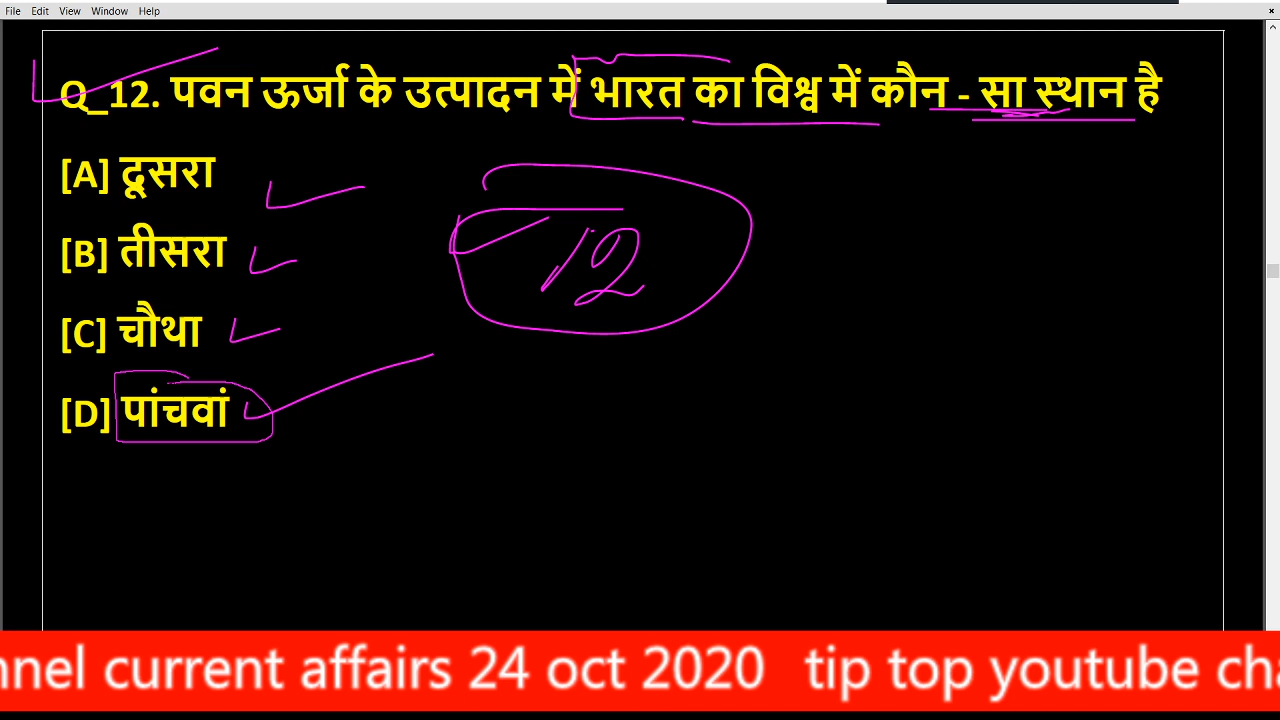 File Edit View Window Help
Q_12. पवन ऊर्जा के उत्पादन में भारत का विश्व में कौन - सा स्थान है
[A] दूसरा
12
[B] तीसरा
[C] चौथा
[D] पांचवां
nnel current affairs 24 oct 2020 tip top youtube cha